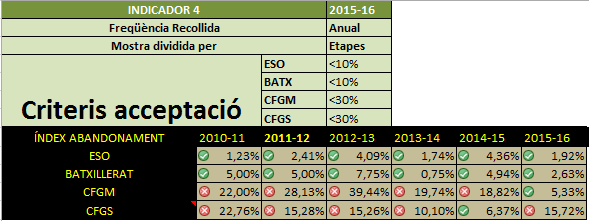 INDICADOR 4 2015-16
Freqüència Recollida Anual
Mostra dividida per Etapes
Criteris acceptació
ESO <10%
BATX <10%
CFGM <30%
CFGS <30%
ÍNDEX ABANDONAMENT 2010-11 2011-12 2012-13 2013-14 2014-15 2015-16
ESO 1,23% 2,41% 4,09% 1,74% 4,36% 1,92%
BATXILLERAT 5,00% 5,00% 7,75% 0,75% 4,94% 2,63%
CFGM 22,00% 28,13% 39,44% 19,74% 18,82% 5,33%
CFGS 22,76% 15,28% 15,26% 10,10% 6,37% 15,72%